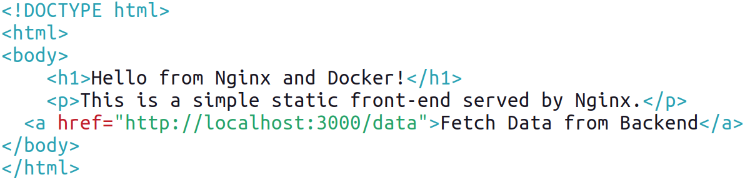 <!DOCTYPE html>
<html>
<body>
    <h1>Hello from Nginx and Docker!</h1>
    <p>This is a simple static front-end served by Nginx.</p>
  <a href="http://localhost:3000/data">Fetch Data from Backend</a>
</body>
</html>